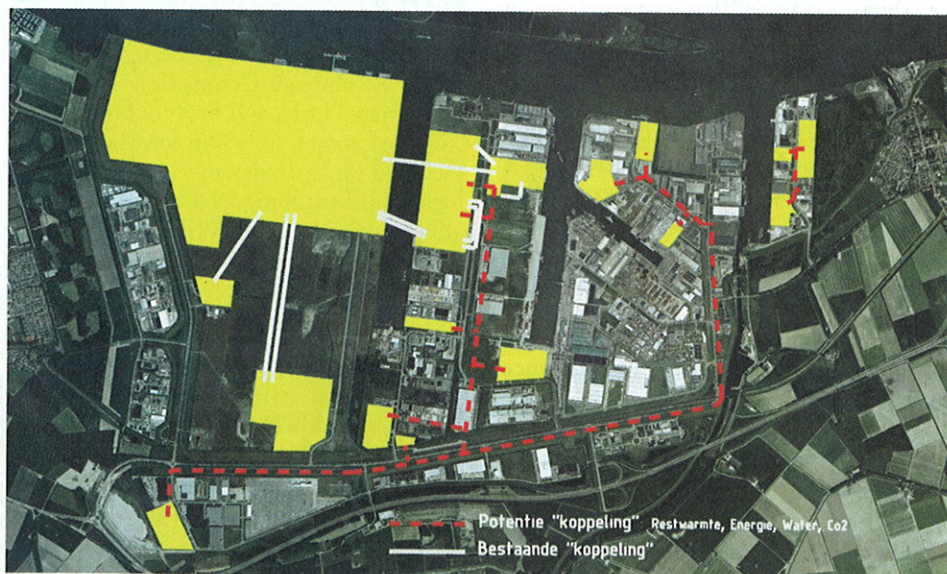 Potentie "koppeling" Restwarmte, Energie, Water, Co2
Bestaande "koppeling"